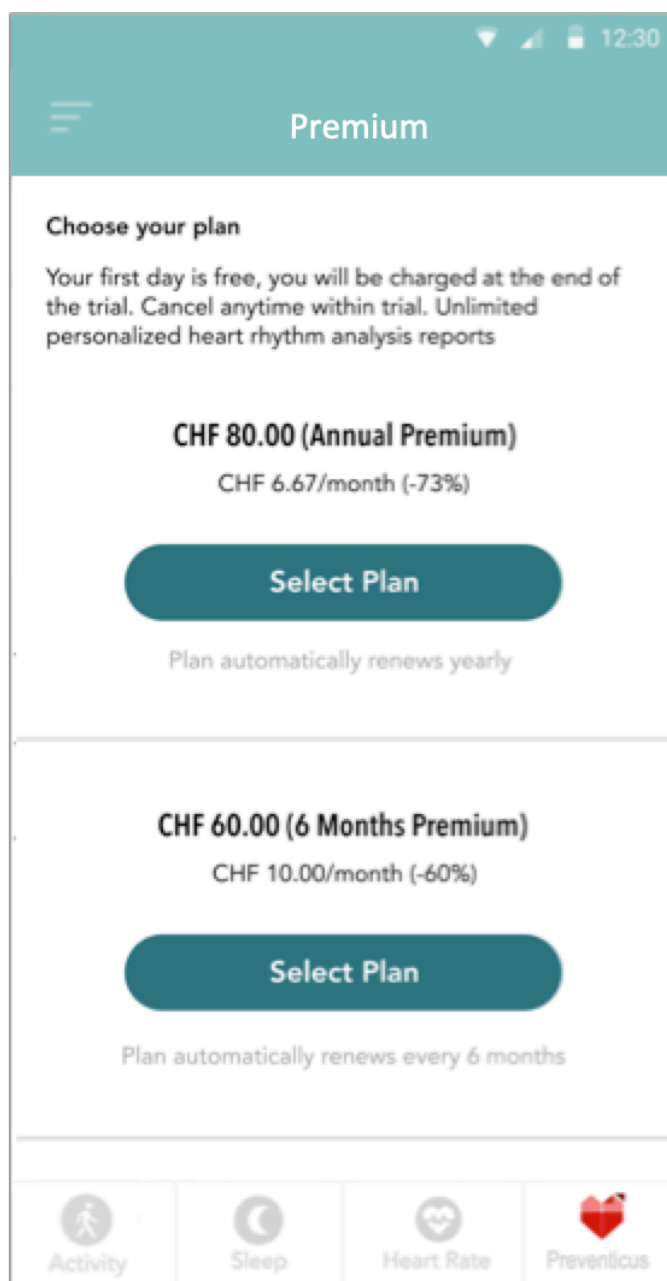 12:30
Premium
Choose your plan
Your first day is free, you will be charged at the end of
the trial. Cancel anytime within trial. Unlimited
personalized heart rhythm analysis reports
CHF 80.00 (Annual Premium)
CHF 6.67/month (-73%)
Select Plan
Plan automatically renews yearly
CHF 60.00 (6 Months Premium)
CHF 10.00/month (-60%)
Select Plan
Plan automatically renews every 6 months
Activity Sleep Heart Rate Preventicus